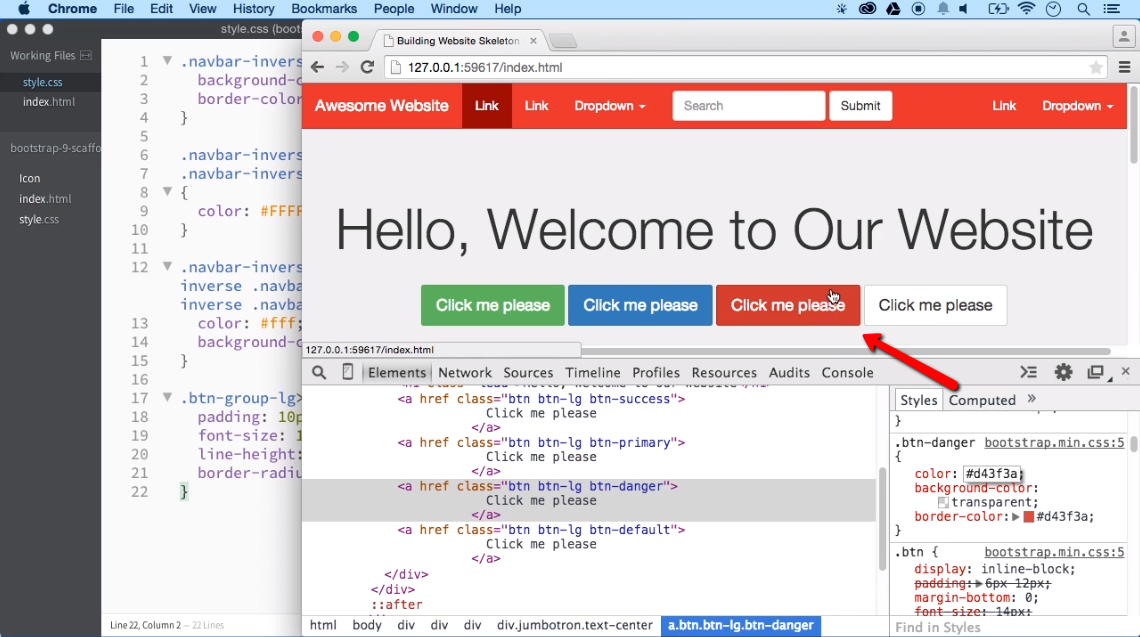 Chrome File Edit View History Bookmarks People Window Help
style.css (boots
Working Files
style.css
index.html
bootstrap-9-scaffo
Icon
index.html
style.css
1 .navbar-invers
2 background-c
3 border-color
4 }
5
6 .navbar-invers
7 .navbar-invers
8 {
9 color: #FFFF
10 }
11
12 .navbar-invers
inverse .navba
inverse .navba
13 color: #fff;
14 background-c
15 }
16
17 .btn-group-lg>
18 padding: 10p
19 font-size: 1
20 line-height:
21 border-radiu
22 }
Line 22, Column 2 — 22 Lines
Building Website Skeleton
127.0.0.1:59617/index.html
Awesome Website Link Link Dropdown Search Submit Link Dropdown
Hello, Welcome to Our Website
Click me please Click me please Click me please Click me please
127.0.0.1:59617/index.html
Elements Network Sources Timeline Profiles Resources Audits Console
<a href class="btn btn-lg btn-success">
Click me please
</a>
<a href class="btn btn-lg btn-primary">
Click me please
</a>
<a href class="btn btn-lg btn-danger">
Click me please
</a>
<a href class="btn btn-lg btn-default">
Click me please
</a>
</div>
</div>
::after
html body div div div div.jumbotron.text-center a.btn.btn-lg.btn-danger
Styles Computed »
}
.btn-danger bootstrap.min.css:5
{
color: #d43f3a;
background-color:
transparent;
border-color: #d43f3a;
}
.btn { bootstrap.min.css:5
display: inline-block;
padding: 6px 12px;
margin-bottom: 0;
font-size: 14px;
Find in Styles